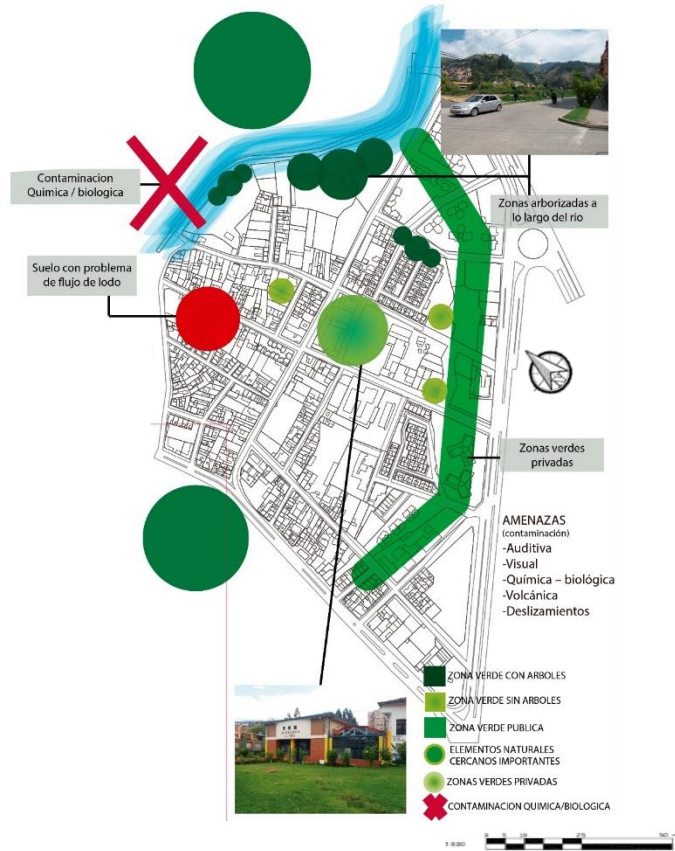 Contaminacion
Quimica / biologica
Zonas arborizadas a
lo largo del rio
Suelo con problema
de flujo de lodo
Zonas verdes
privadas
AMENAZAS
(contaminación)
-Auditiva
-Visual
-Química – biológica
-Volcánica
-Deslizamientos
ZONA VERDE CON ARBOLES
ZONA VERDE SIN ARBOLES
ZONA VERDE PUBLICA
ELEMENTOS NATURALES
CERCANOS IMPORTANTES
ZONAS VERDES PRIVADAS
CONTAMINACION QUIMICA/BIOLOGICA